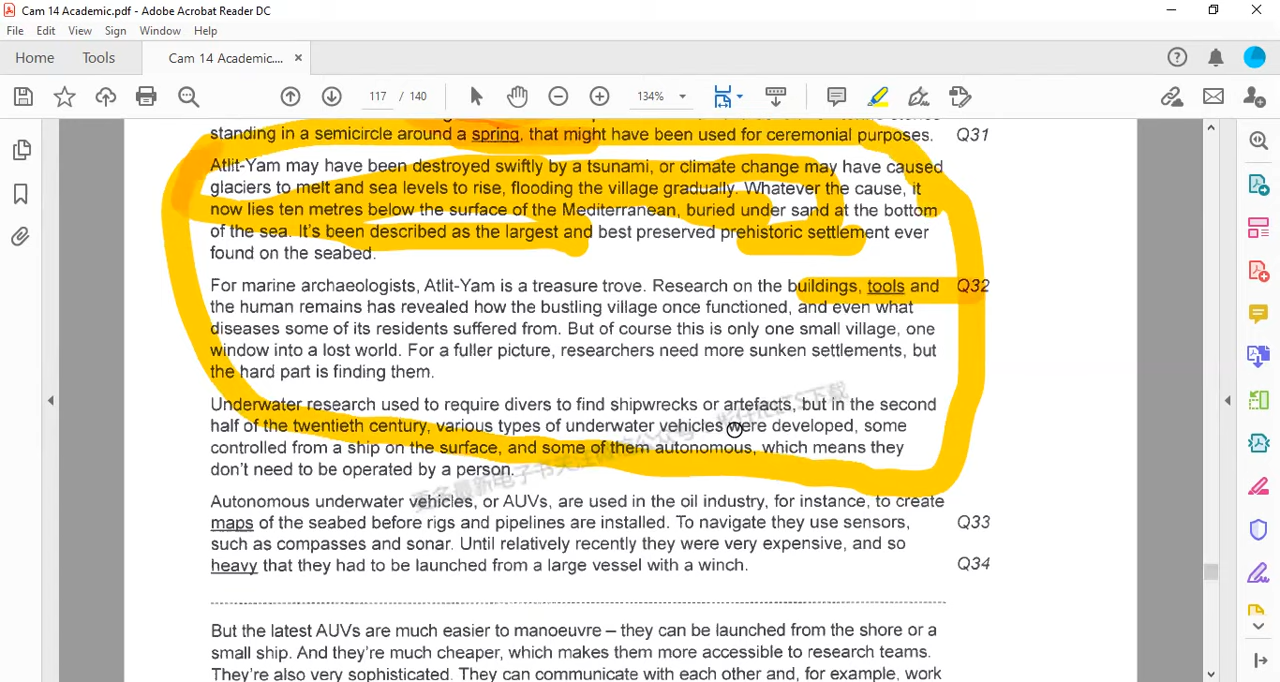 Cam 14 Academic.pdf - Adobe Acrobat Reader DC
File Edit View Sign Window Help
Home Tools Cam 14 Academic.... ×
117 / 140 134%
standing in a semicircle around a spring, that might have been used for ceremonial purposes. Q31
Atlit-Yam may have been destroyed swiftly by a tsunami, or climate change may have caused
glaciers to melt and sea levels to rise, flooding the village gradually. Whatever the cause, it
now lies ten metres below the surface of the Mediterranean, buried under sand at the bottom
of the sea. It's been described as the largest and best preserved prehistoric settlement ever
found on the seabed.
For marine archaeologists, Atlit-Yam is a treasure trove. Research on the buildings, tools and Q32
the human remains has revealed how the bustling village once functioned, and even what
diseases some of its residents suffered from. But of course this is only one small village, one
window into a lost world. For a fuller picture, researchers need more sunken settlements, but
the hard part is finding them.
Underwater research used to require divers to find shipwrecks or artefacts, but in the second
half of the twentieth century, various types of underwater vehicles were developed, some
controlled from a ship on the surface, and some of them autonomous, which means they
don't need to be operated by a person.
Autonomous underwater vehicles, or AUVs, are used in the oil industry, for instance, to create
maps of the seabed before rigs and pipelines are installed. To navigate they use sensors, Q33
such as compasses and sonar. Until relatively recently they were very expensive, and so
heavy that they had to be launched from a large vessel with a winch. Q34
But the latest AUVs are much easier to manoeuvre – they can be launched from the shore or a
small ship. And they're much cheaper, which makes them more accessible to research teams.
They're also very sophisticated. They can communicate with each other and, for example, work